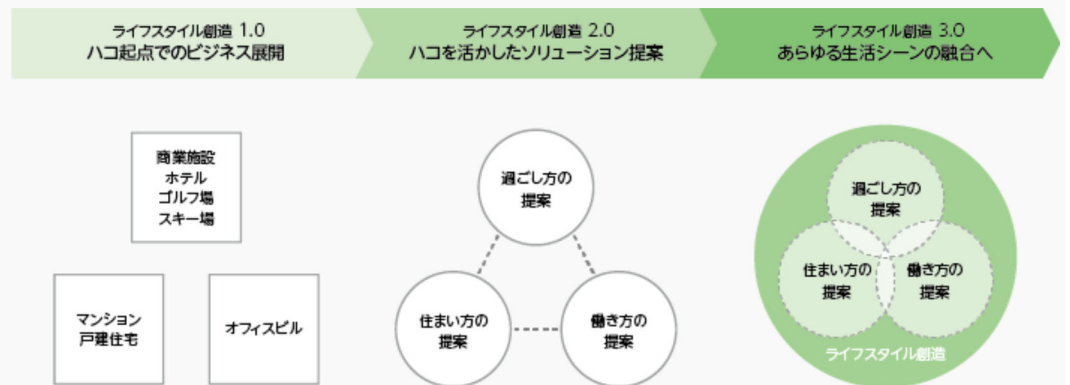 ライフスタイル創造 1.0
ハコ起点でのビジネス展開
ライフスタイル創造 2.0
ハコを活かしたソリューション提案
ライフスタイル創造 3.0
あらゆる生活シーンの融合へ
商業施設
ホテル
ゴルフ場
スキー場
マンション
戸建住宅
オフィスビル
過ごし方の
提案
住まい方の
提案
働き方の
提案
過ごし方の
提案
住まい方の
提案
働き方の
提案
ライフスタイル創造